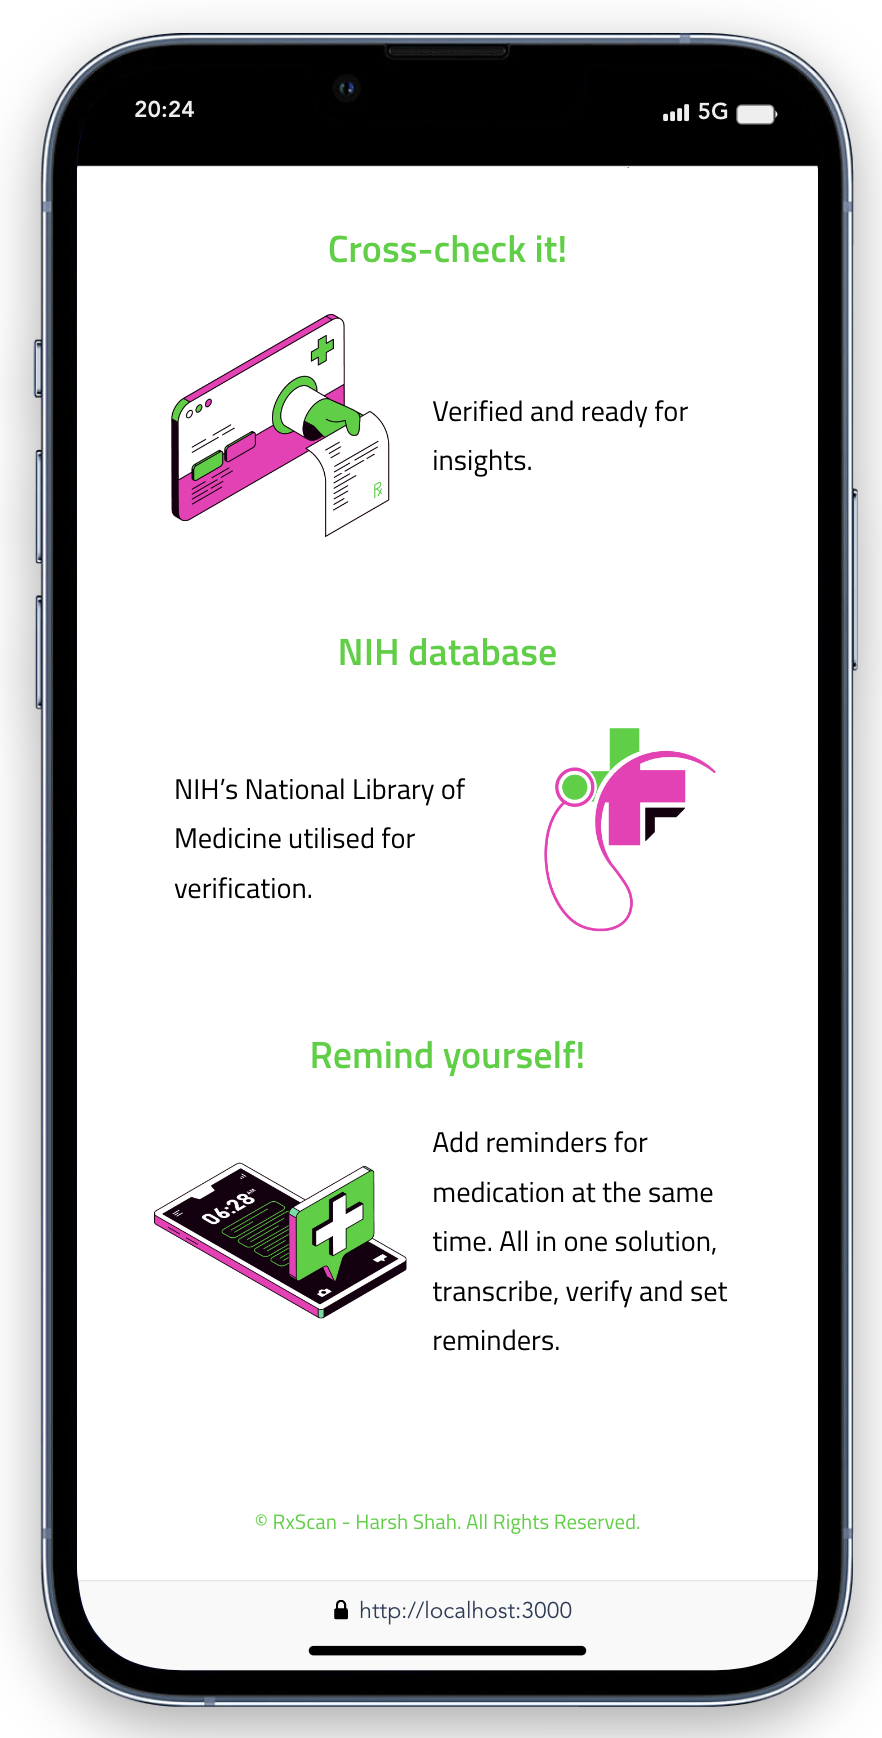 20:24
5G
Cross-check it!
Verified and ready for
insights.
Rx
NIH database
NIH’s National Library of
Medicine utilised for
verification.
Remind yourself!
06:28
Add reminders for
medication at the same
time. All in one solution,
transcribe, verify and set
reminders.
© RxScan - Harsh Shah. All Rights Reserved.
http://localhost:3000